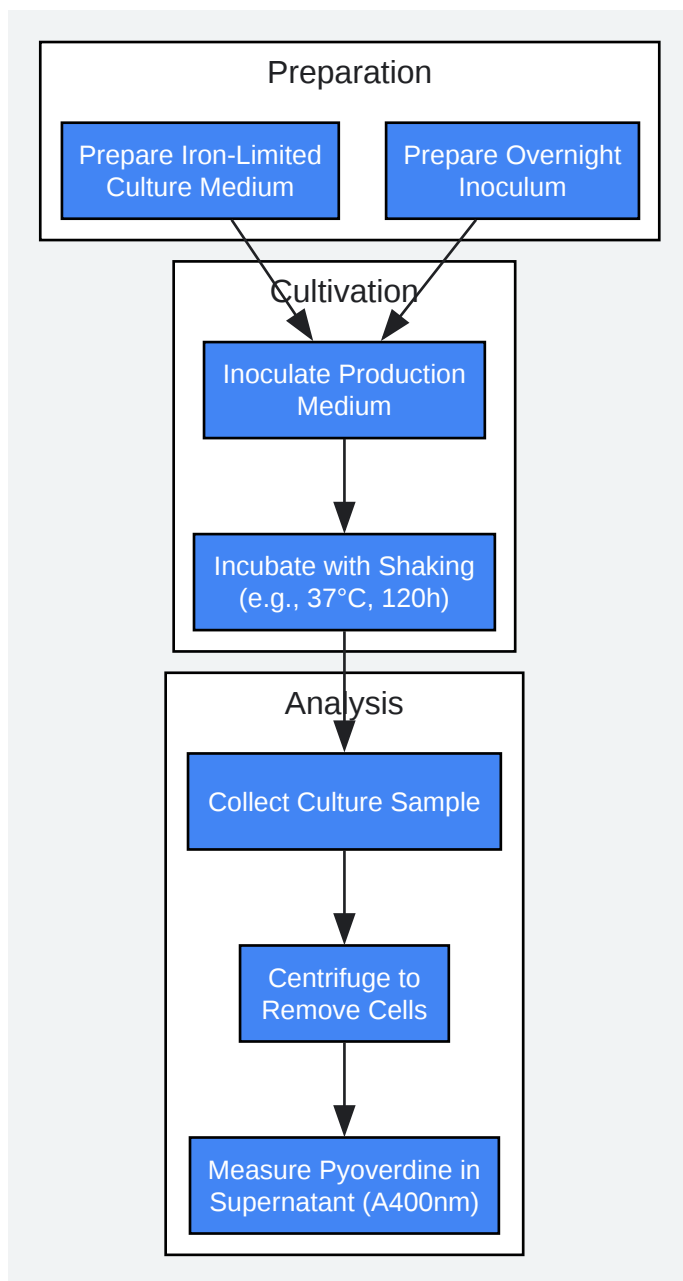 Preparation
Prepare Iron-Limited
Culture Medium
Prepare Overnight
Inoculum
Cultivation
Inoculate Production
Medium
Incubate with Shaking
(e.g., 37°C, 120h)
Analysis
Collect Culture Sample
Centrifuge to
Remove Cells
Measure Pyoverdine in
Supernatant (A400nm)